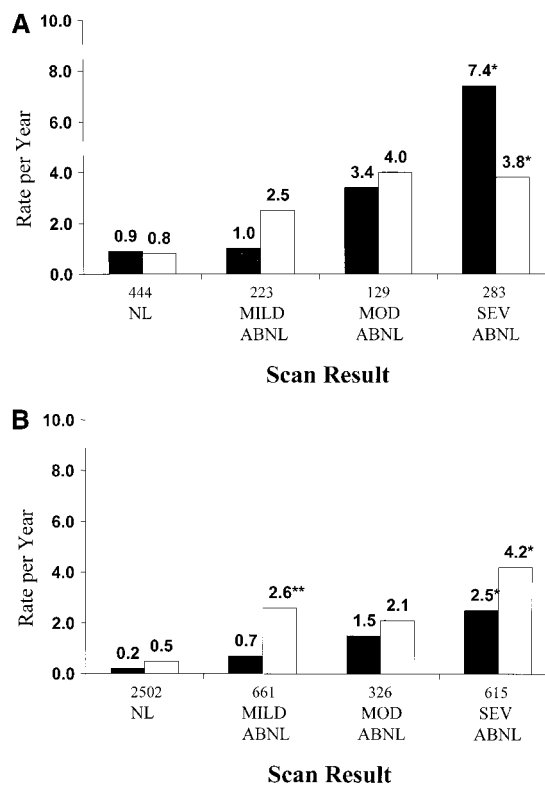 A
10.0
8.0
6.0
4.0
2.0
0.0
Rate per Year
0.9 0.8
1.0 2.5
3.4 4.0
7.4* 3.8*
444 223 129 283
NL MILD MOD SEV
ABNL ABNL ABNL
Scan Result
B
10.0
8.0
6.0
4.0
2.0
0.0
Rate per Year
0.2 0.5
0.7 2.6**
1.5 2.1
2.5* 4.2*
2502 661 326 615
NL MILD MOD SEV
ABNL ABNL ABNL
Scan Result